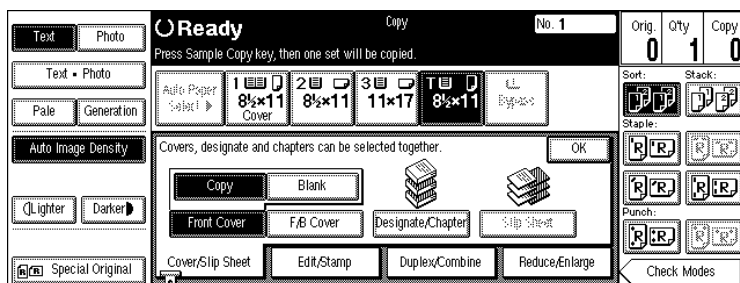 Text
Photo
Text • Photo
Pale
Generation
Auto Image Density
Lighter
Darker
Special Original
Ready
Copy
No. 1
Press Sample Copy key, then one set will be copied.
Auto Paper
Select
1
8½×11
Cover
2
8½×11
3
11×17
T
8½×11
Bypass
Covers, designate and chapters can be selected together.
OK
Copy
Blank
Front Cover
F/B Cover
Designate/Chapter
Slip Sheet
Cover/Slip Sheet
Edit/Stamp
Duplex/Combine
Reduce/Enlarge
Orig.
Q'ty
Copy
0
1
0
Sort:
Stack:
Staple:
Punch:
Check Modes